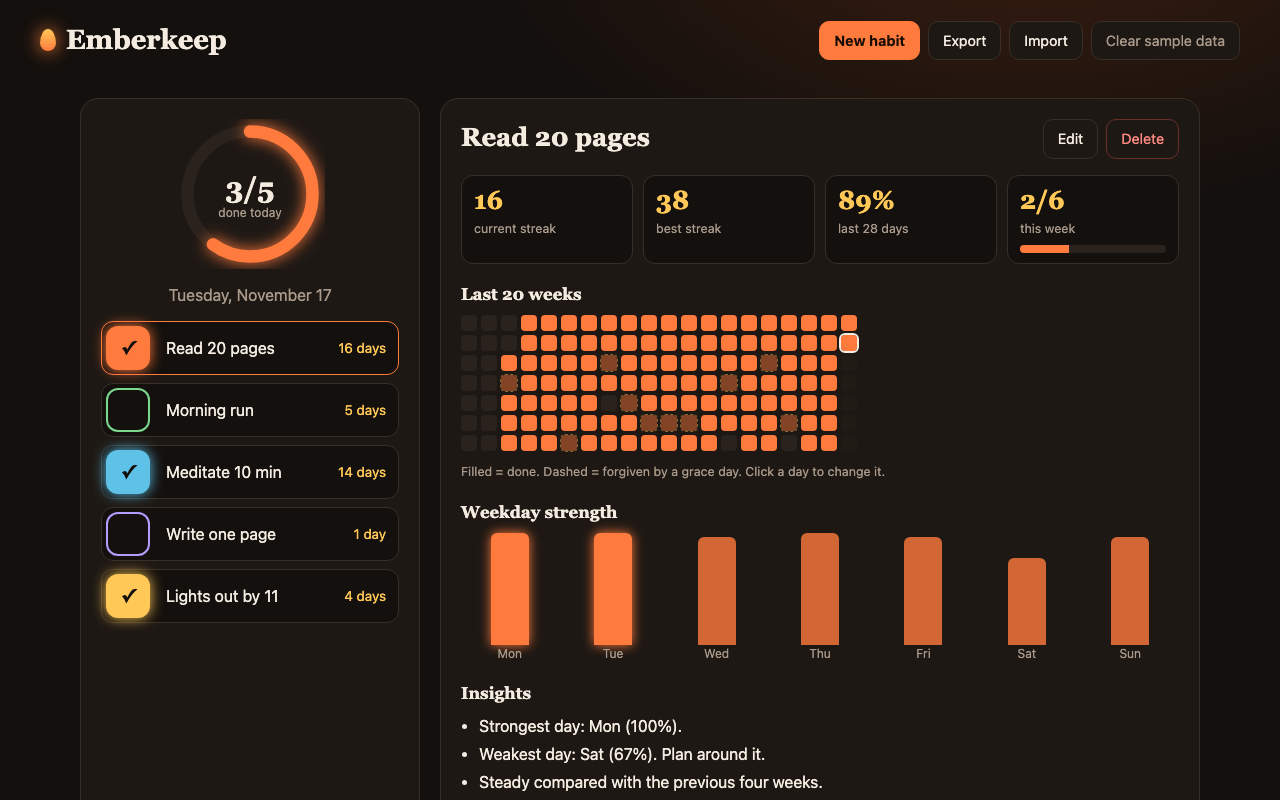 Emberkeep
New habit
Export
Import
Clear sample data
3/5
done today
Tuesday, November 17
✓ Read 20 pages 16 days
Morning run 5 days
✓ Meditate 10 min 14 days
Write one page 1 day
✓ Lights out by 11 4 days
Read 20 pages
Edit
Delete
16
current streak
38
best streak
89%
last 28 days
2/6
this week
Last 20 weeks
Filled = done. Dashed = forgiven by a grace day. Click a day to change it.
Weekday strength
Mon Tue Wed Thu Fri Sat Sun
Insights
• Strongest day: Mon (100%).
• Weakest day: Sat (67%). Plan around it.
• Steady compared with the previous four weeks.